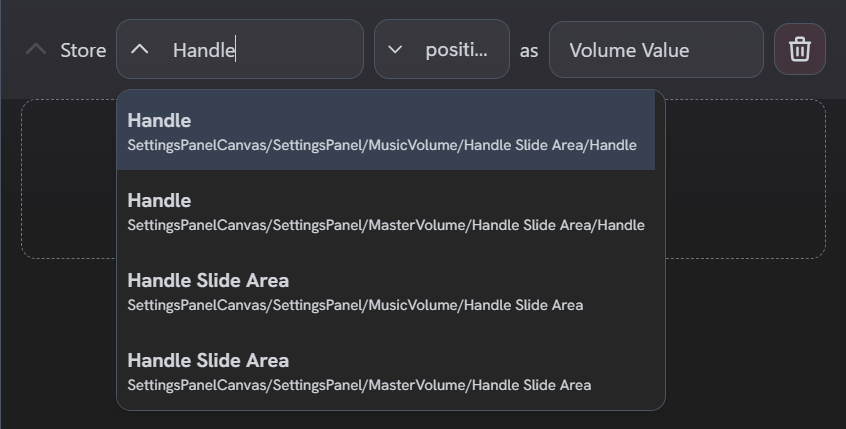 Store Handle positi... as Volume Value
Handle
SettingsPanelCanvas/SettingsPanel/MusicVolume/Handle Slide Area/Handle
Handle
SettingsPanelCanvas/SettingsPanel/MasterVolume/Handle Slide Area/Handle
Handle Slide Area
SettingsPanelCanvas/SettingsPanel/MusicVolume/Handle Slide Area
Handle Slide Area
SettingsPanelCanvas/SettingsPanel/MasterVolume/Handle Slide Area